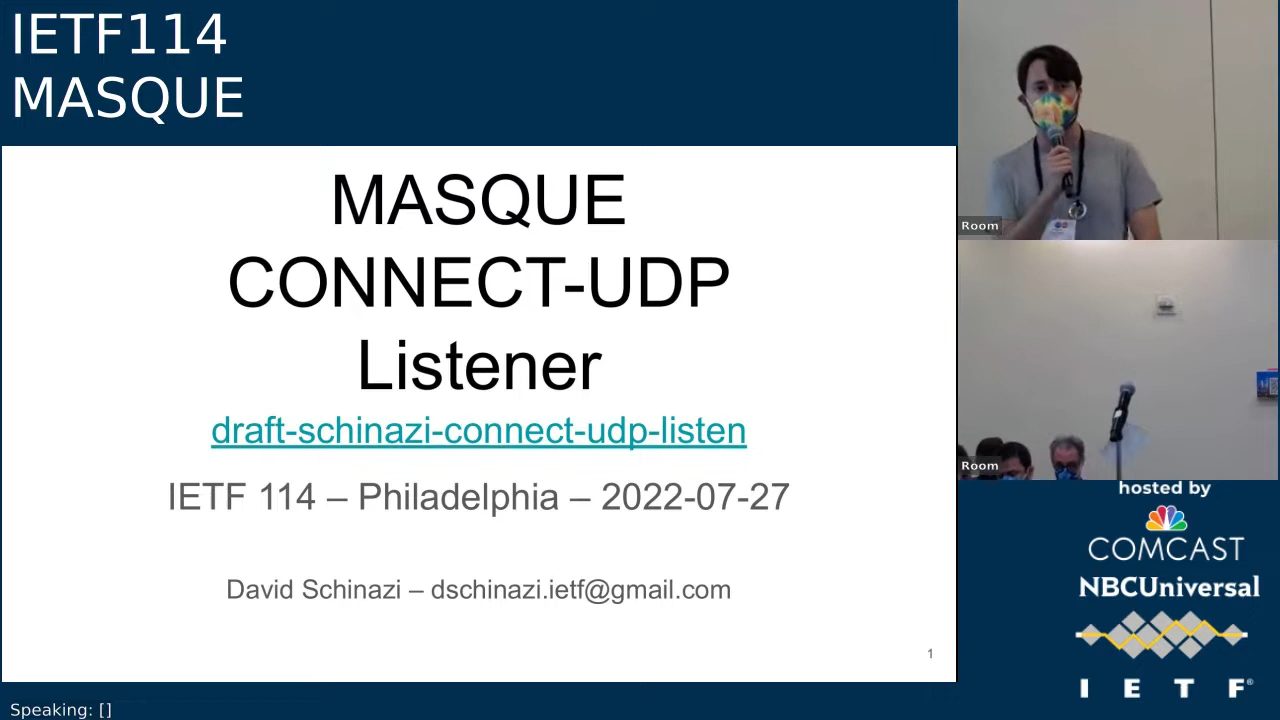 IETF114
MASQUE
MASQUE
CONNECT-UDP
Listener
draft-schinazi-connect-udp-listen
IETF 114 – Philadelphia – 2022-07-27
David Schinazi – dschinazi.ietf@gmail.com
1
Speaking: []
Room
Room
hosted by
COMCAST
NBCUniversal
I E T F®